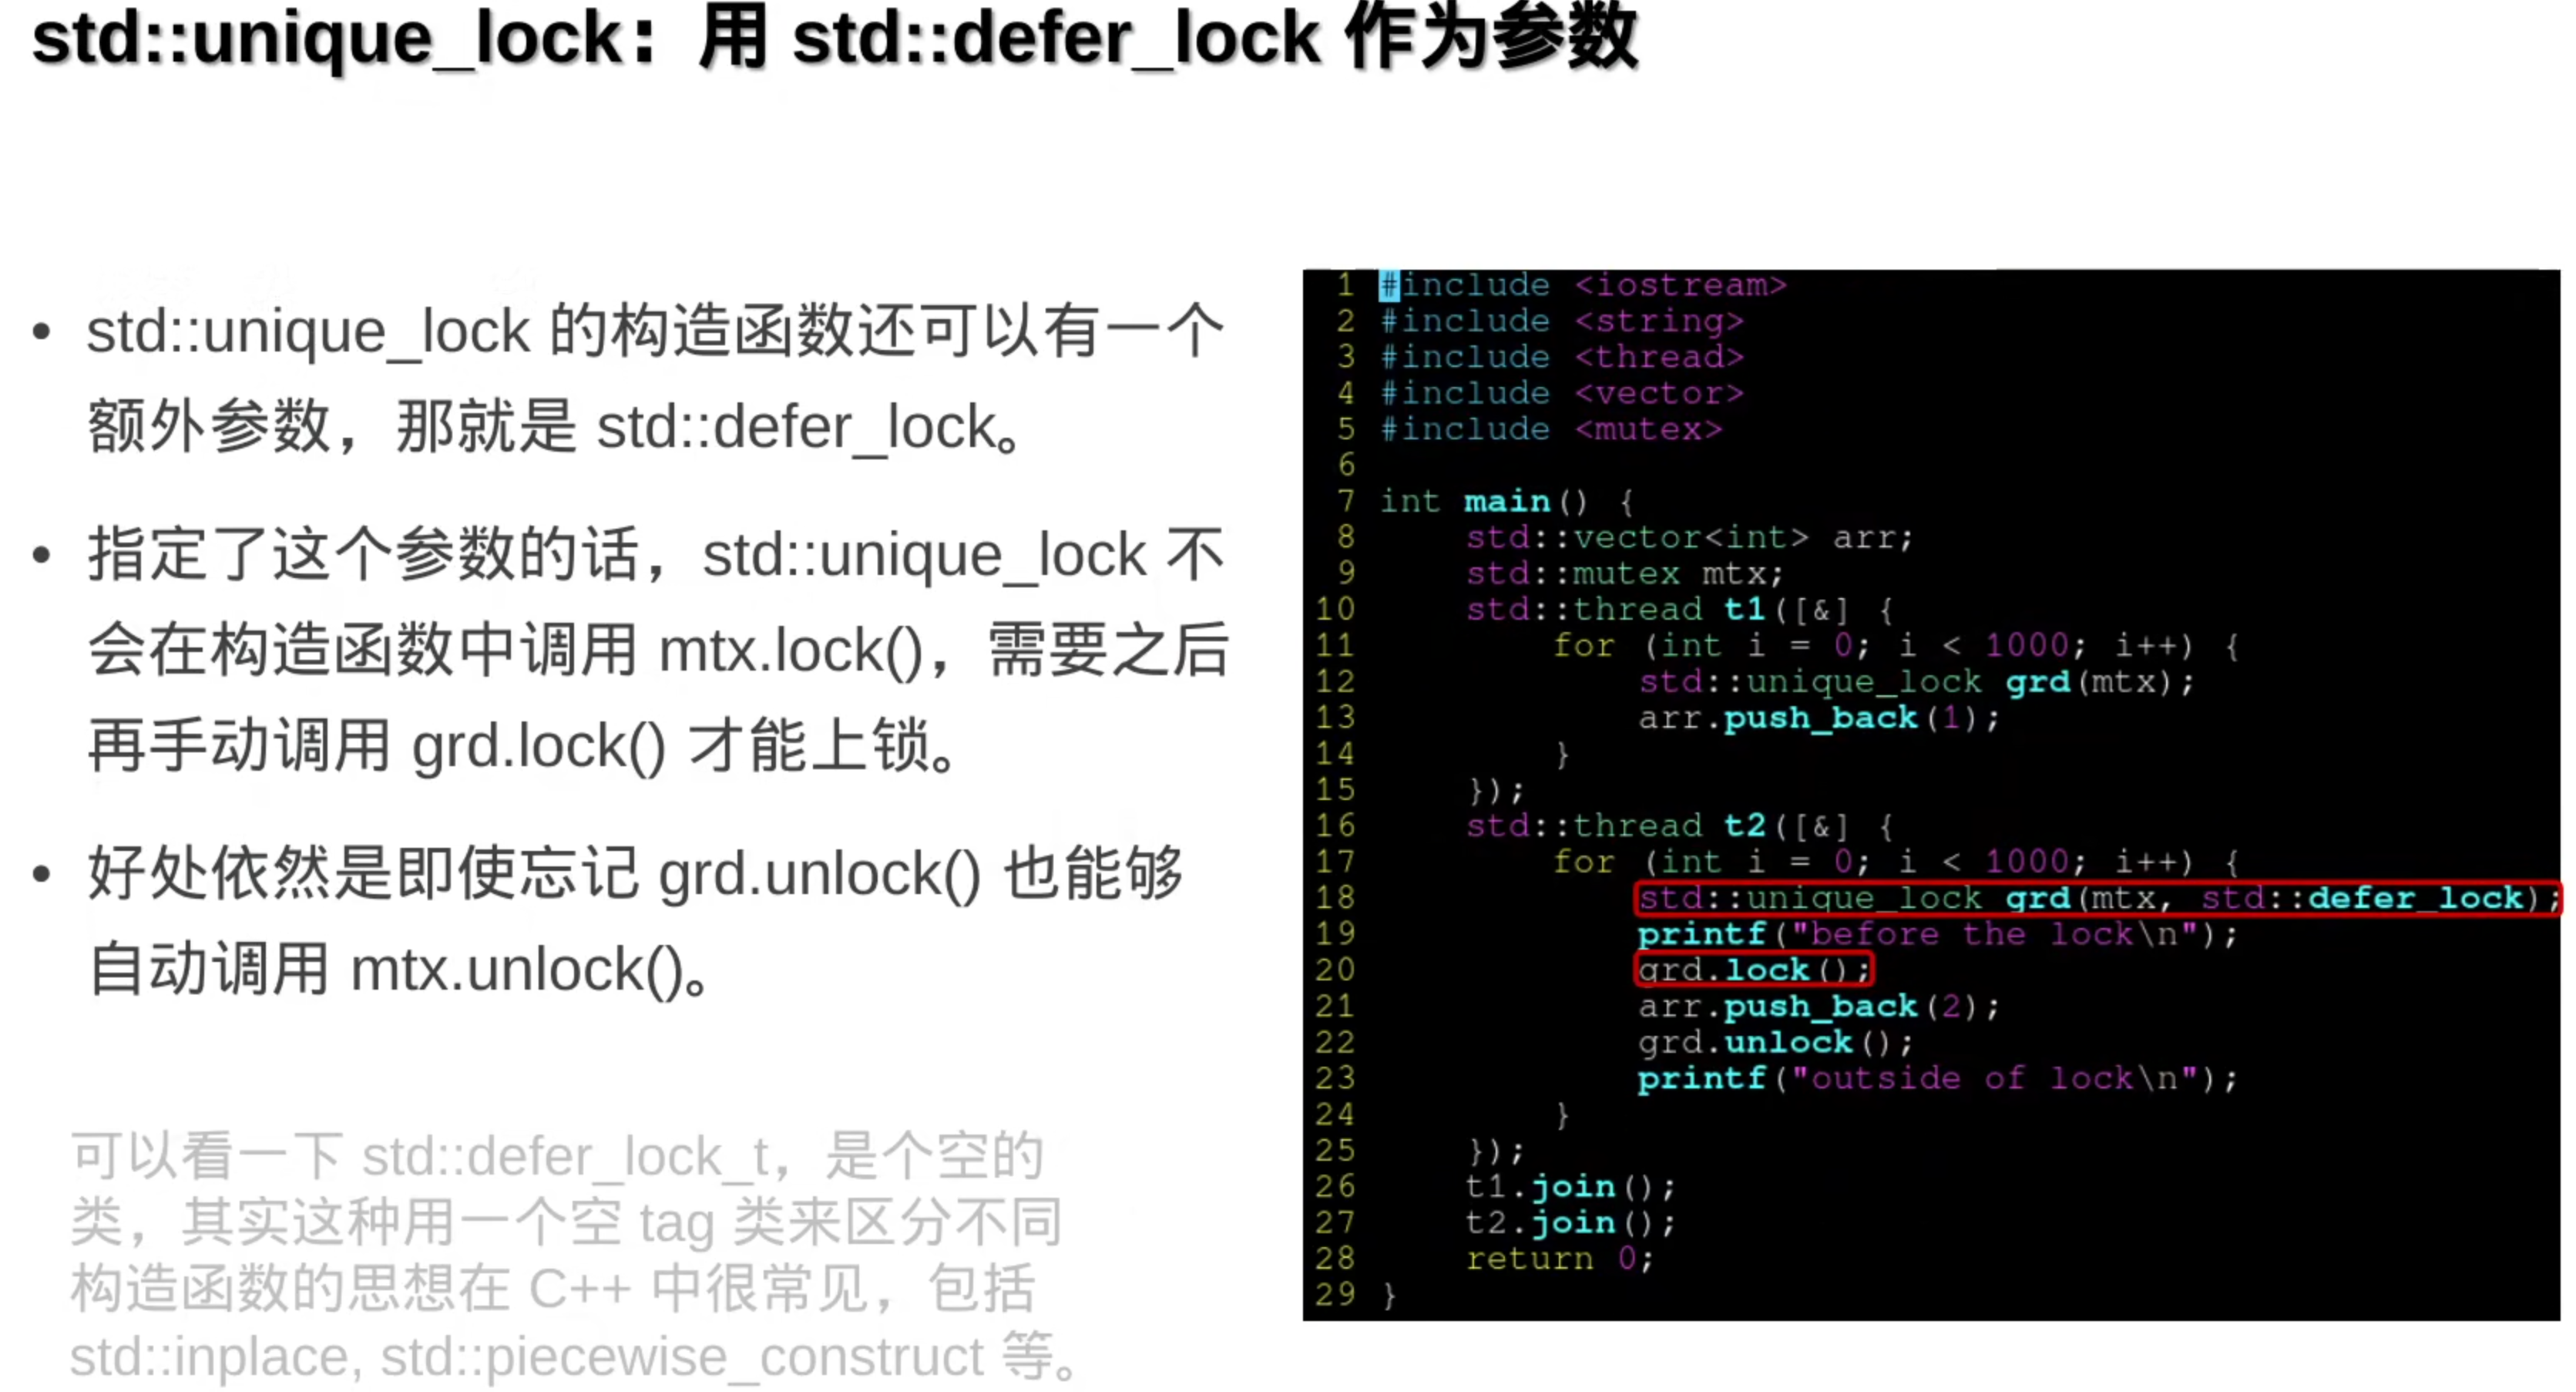 std::unique_lock：用 std::defer_lock 作为参数
• std::unique_lock 的构造函数还可以有一个
额外参数，那就是 std::defer_lock。
• 指定了这个参数的话，std::unique_lock 不
会在构造函数中调用 mtx.lock()，需要之后
再手动调用 grd.lock() 才能上锁。
• 好处依然是即使忘记 grd.unlock() 也能够
自动调用 mtx.unlock()。
可以看一下 std::defer_lock_t，是个空的
类，其实这种用一个空 tag 类来区分不同
构造函数的思想在 C++ 中很常见，包括
std::inplace, std::piecewise_construct 等。
1 #include <iostream>
2 #include <string>
3 #include <thread>
4 #include <vector>
5 #include <mutex>
6
7 int main() {
8     std::vector<int> arr;
9     std::mutex mtx;
10     std::thread t1([&] {
11         for (int i = 0; i < 1000; i++) {
12             std::unique_lock grd(mtx);
13             arr.push_back(1);
14         }
15     });
16     std::thread t2([&] {
17         for (int i = 0; i < 1000; i++) {
18             std::unique_lock grd(mtx, std::defer_lock);
19             printf("before the lock\n");
20             grd.lock();
21             arr.push_back(2);
22             grd.unlock();
23             printf("outside of lock\n");
24         }
25     });
26     t1.join();
27     t2.join();
28     return 0;
29 }